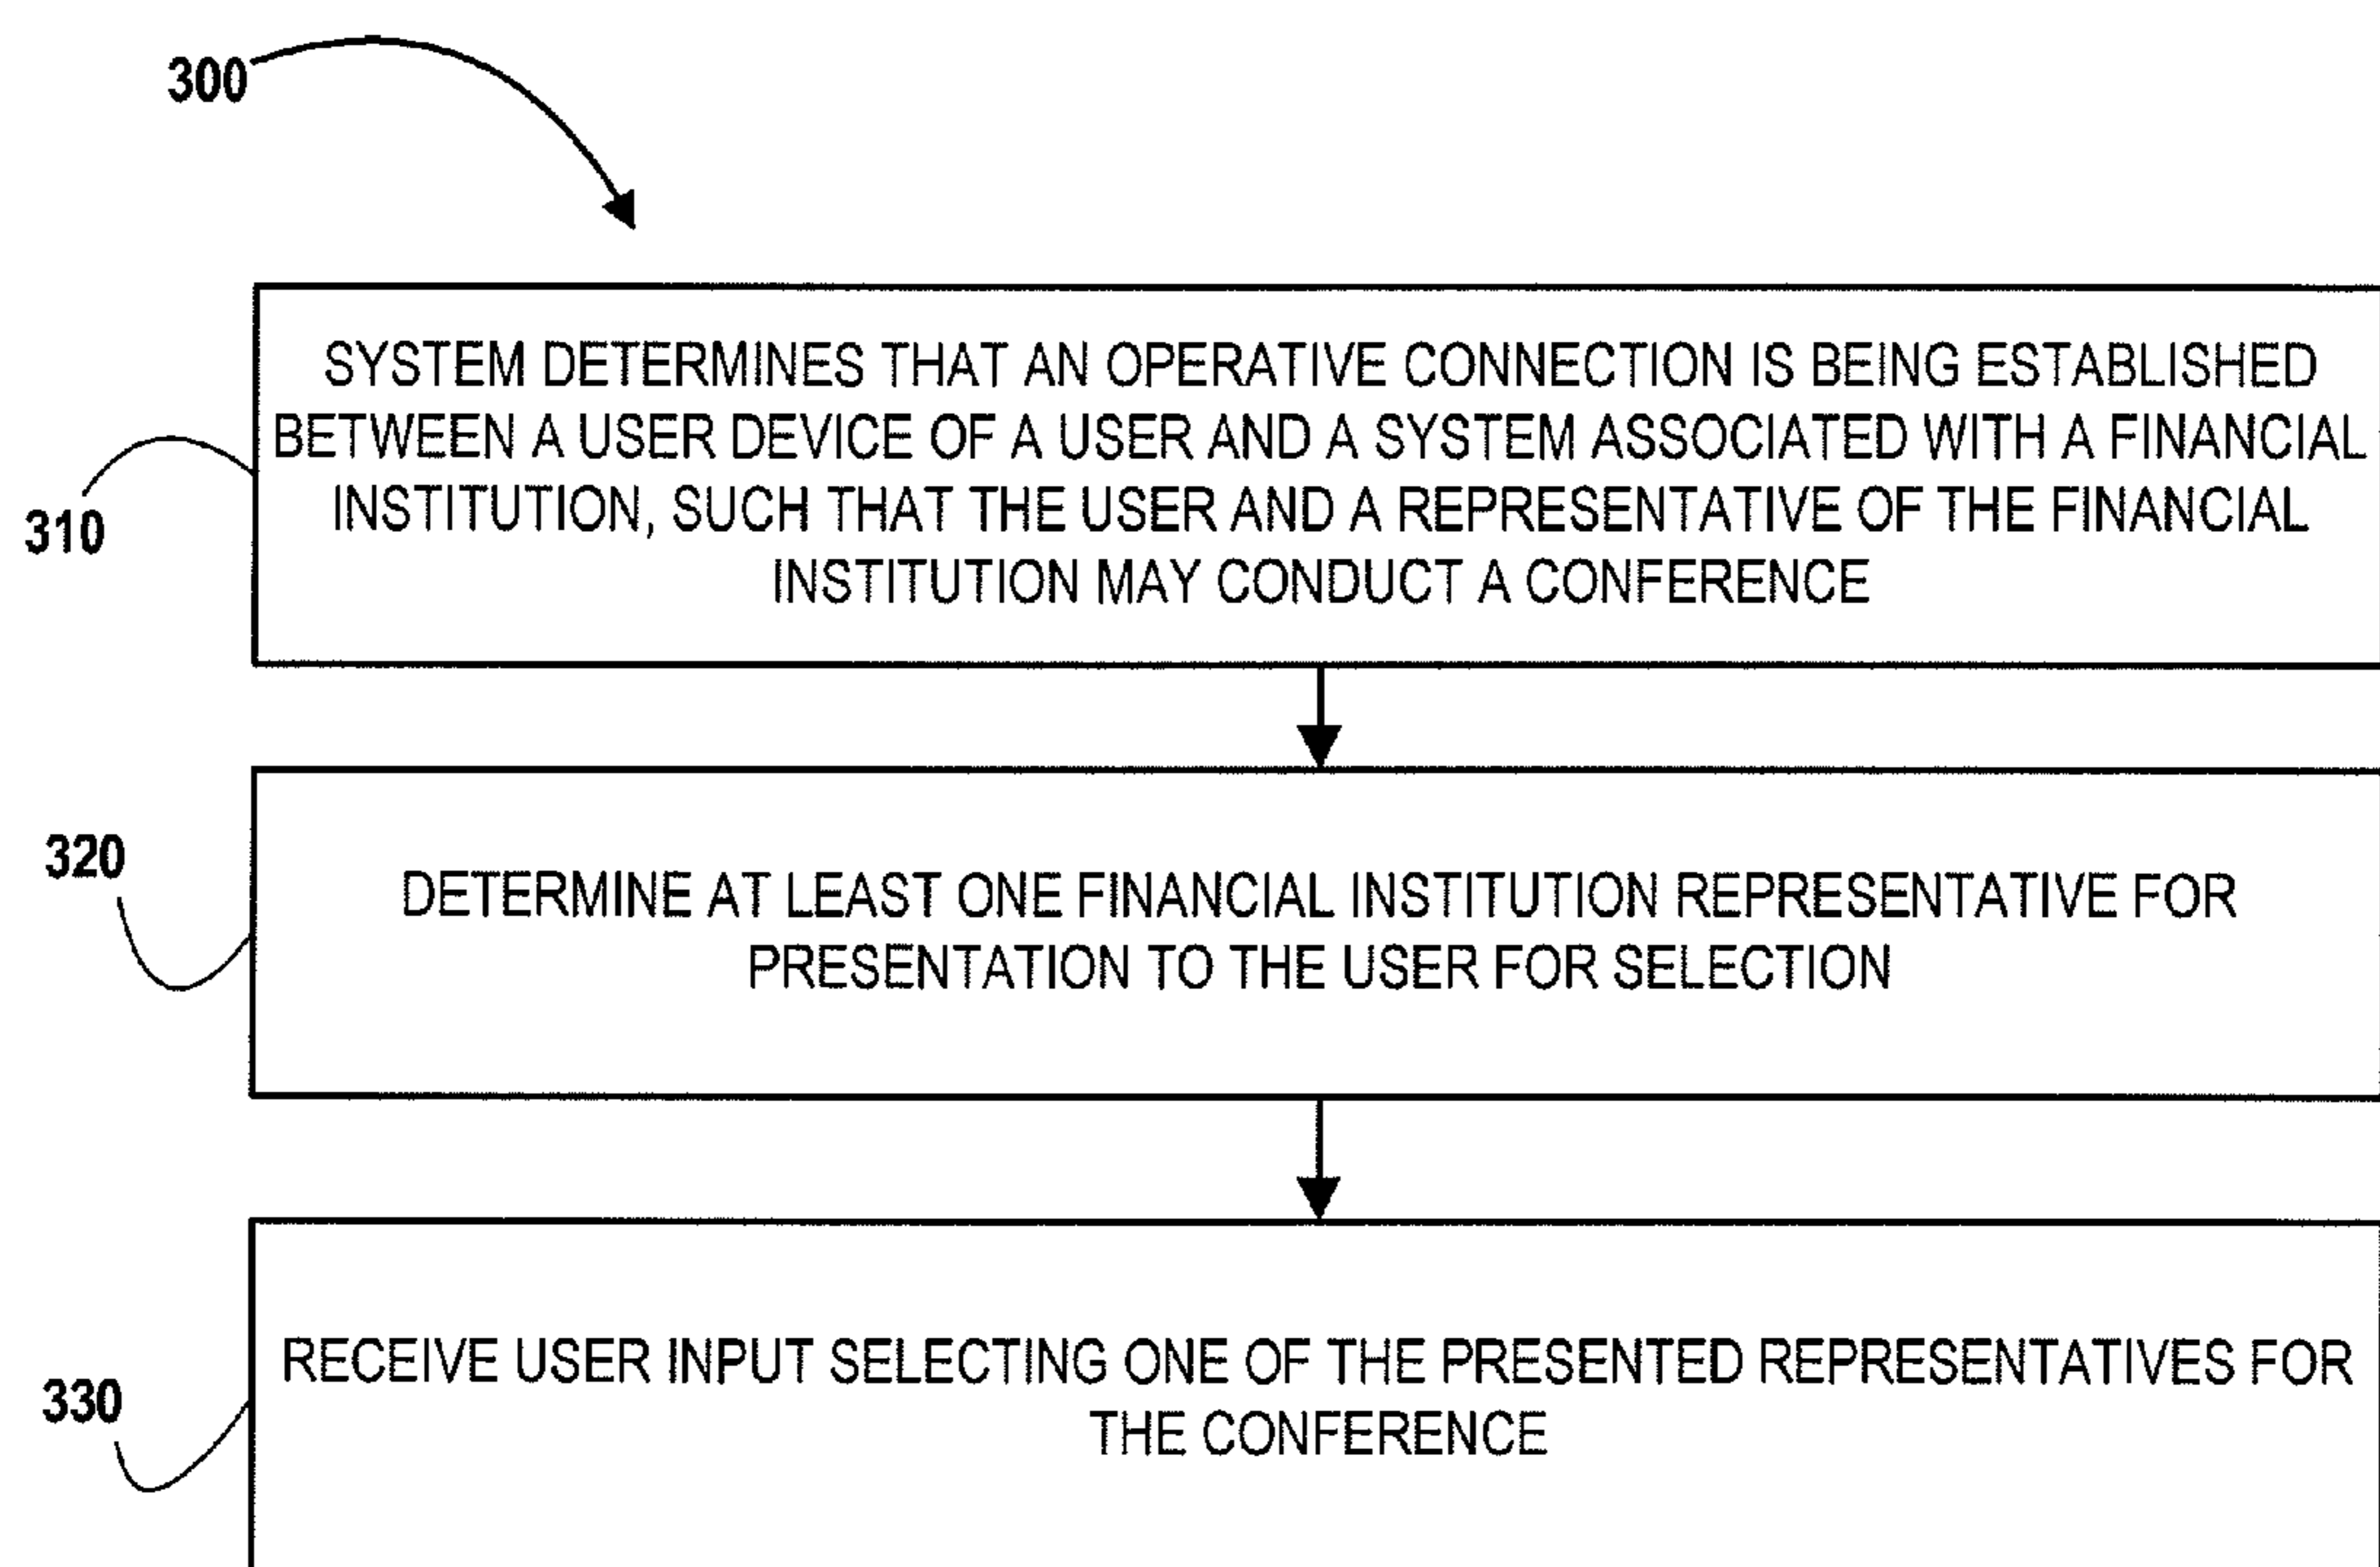 300
SYSTEM DETERMINES THAT AN OPERATIVE CONNECTION IS BEING ESTABLISHED
BETWEEN A USER DEVICE OF A USER AND A SYSTEM ASSOCIATED WITH A FINANCIAL
INSTITUTION, SUCH THAT THE USER AND A REPRESENTATIVE OF THE FINANCIAL
INSTITUTION MAY CONDUCT A CONFERENCE
310
320
DETERMINE AT LEAST ONE FINANCIAL INSTITUTION REPRESENTATIVE FOR
PRESENTATION TO THE USER FOR SELECTION
330
RECEIVE USER INPUT SELECTING ONE OF THE PRESENTED REPRESENTATIVES FOR
THE CONFERENCE